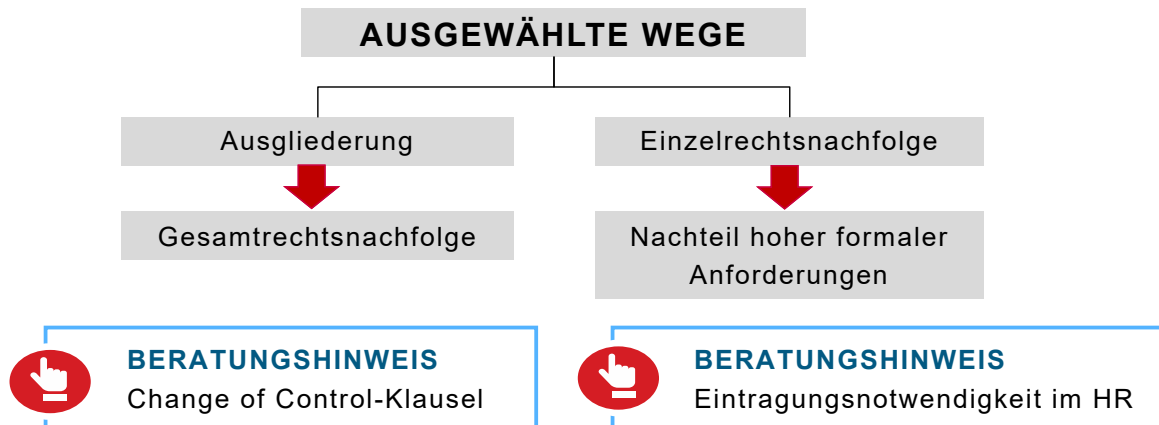 AUSGEWÄHLTE WEGE
Ausgliederung
Einzelrechtsnachfolge
Gesamtrechtsnachfolge
Nachteil hoher formaler
Anforderungen
BERATUNGSHINWEIS
Change of Control-Klausel
BERATUNGSHINWEIS
Eintragungsnotwendigkeit im HR